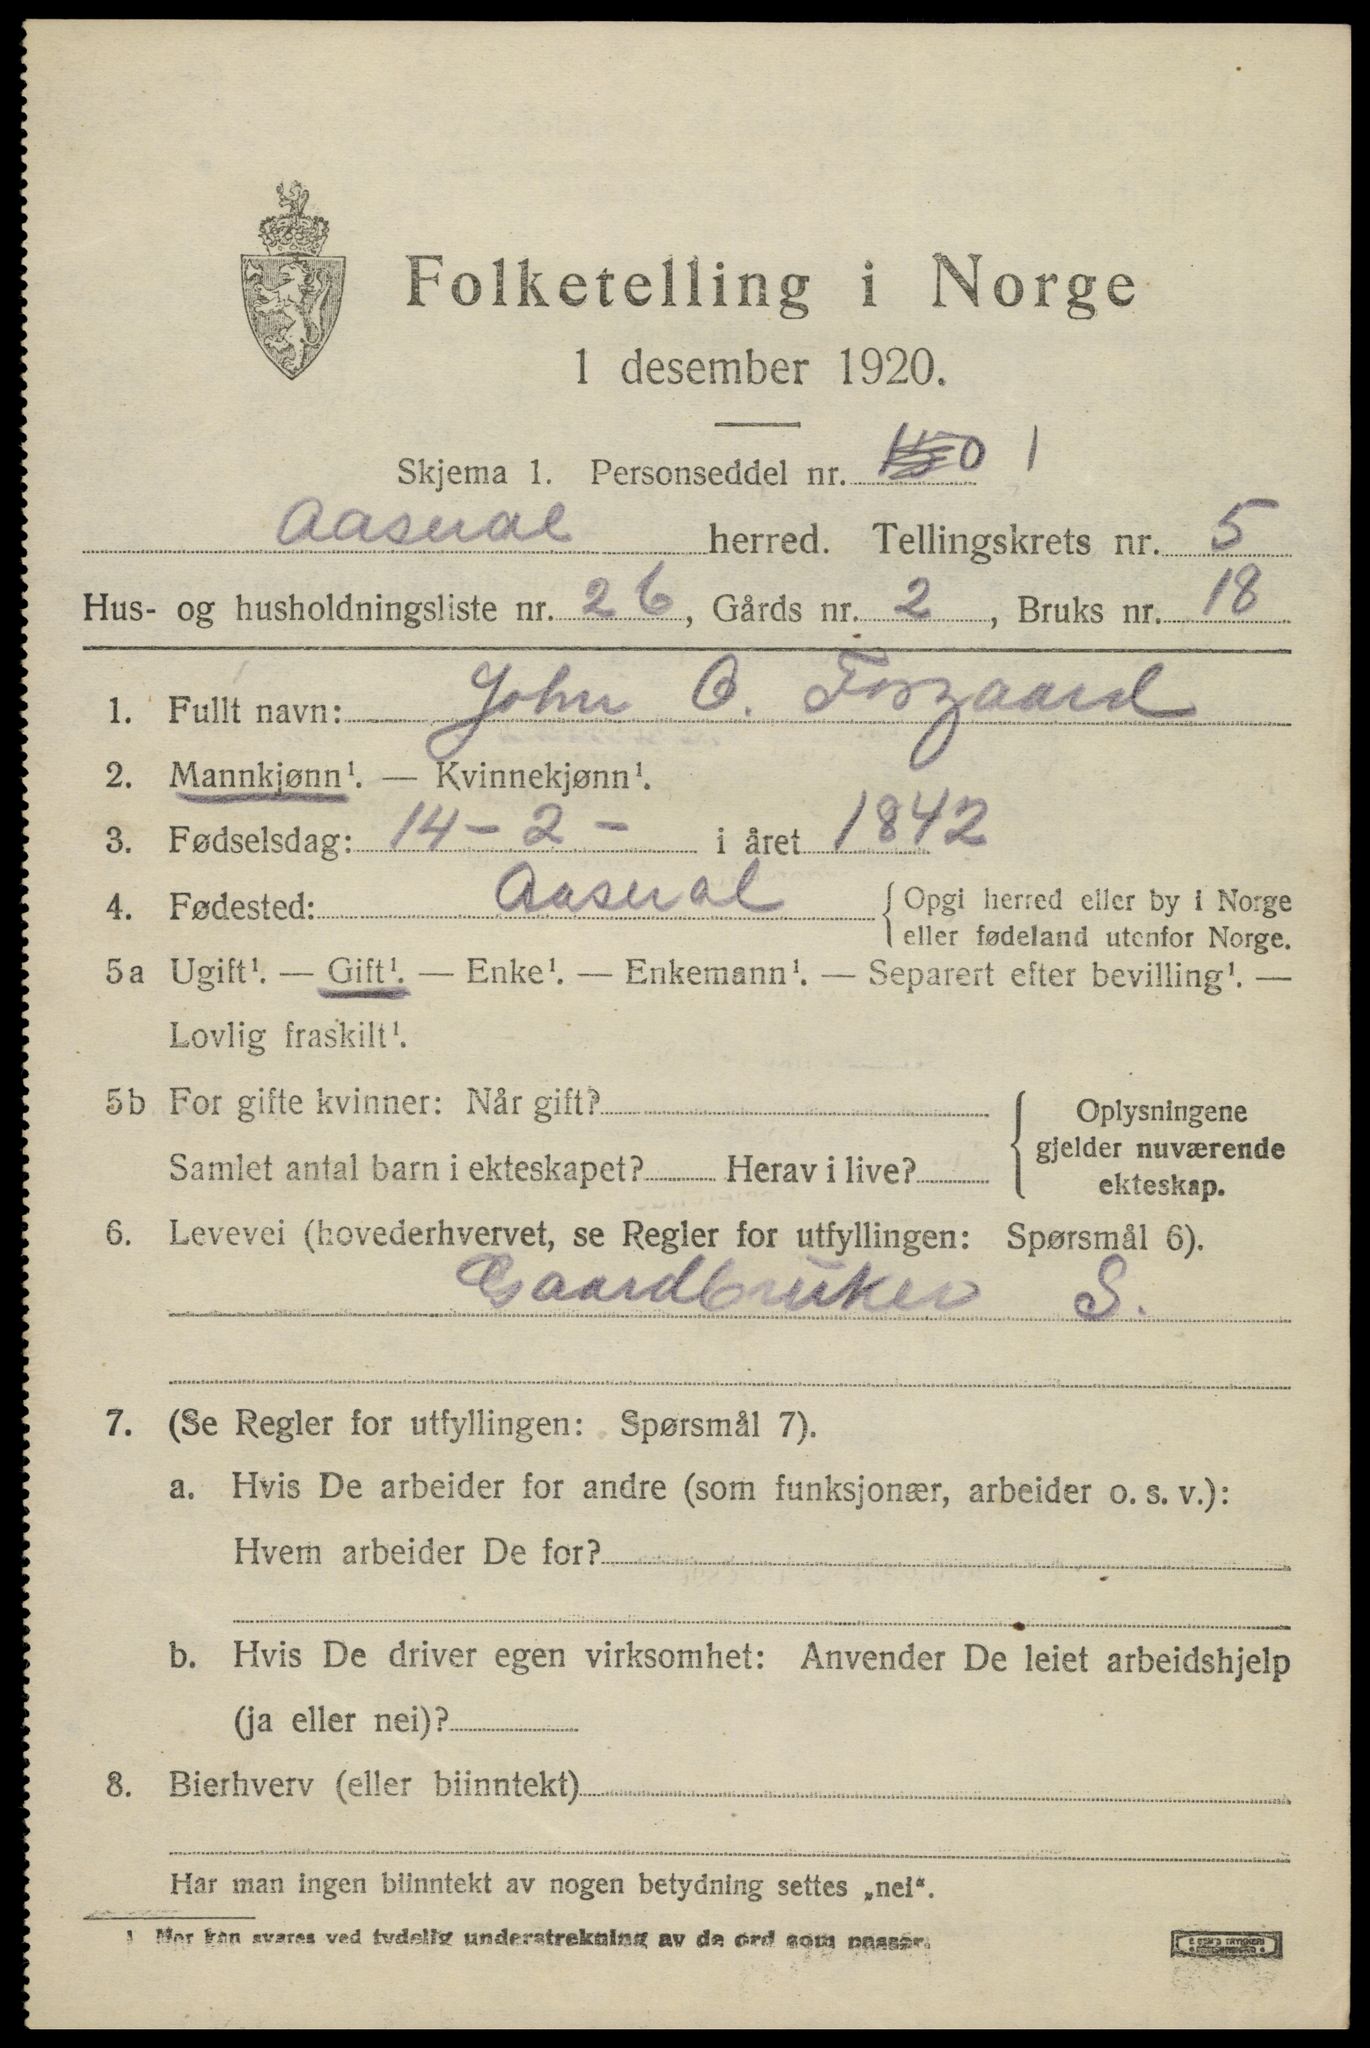 Folketelling i Norge
1 desember 1920.
Skjema 1. Personseddel nr. 1
Aaseral herred. Tellingskrets nr. 5
Hus- og husholdningsliste nr. 26, Gårds nr. 2, Bruks nr. 18
1. Fullt navn: John O. Fosgaard
2. Mannkjønn¹. — Kvinnekjønn¹.
3. Fødselsdag: 14 - 2 - i året 1842
4. Fødested: Aaseral { Opgi herred eller by i Norge
eller fødeland utenfor Norge.
5a Ugift¹. — Gift¹. — Enke¹. — Enkemann¹. — Separert efter bevilling¹. —
Lovlig fraskilt¹.
5b For gifte kvinner: Når gift?
Samlet antal barn i ekteskapet? Herav i live?
Oplysningene
gjelder nuværende
ekteskap.
6. Levevei (hovederhvervet, se Regler for utfyllingen: Spørsmål 6).
Gaardbruker S.
7. (Se Regler for utfyllingen: Spørsmål 7).
a. Hvis De arbeider for andre (som funksjonær, arbeider o. s. v.):
Hvem arbeider De for?
b. Hvis De driver egen virksomhet: Anvender De leiet arbeidshjelp
(ja eller nei)?
8. Bierhverv (eller biinntekt)
Har man ingen biinntekt av nogen betydning settes „nei“.
¹ Her kan svares ved tydelig understrekning av de ord som passer.